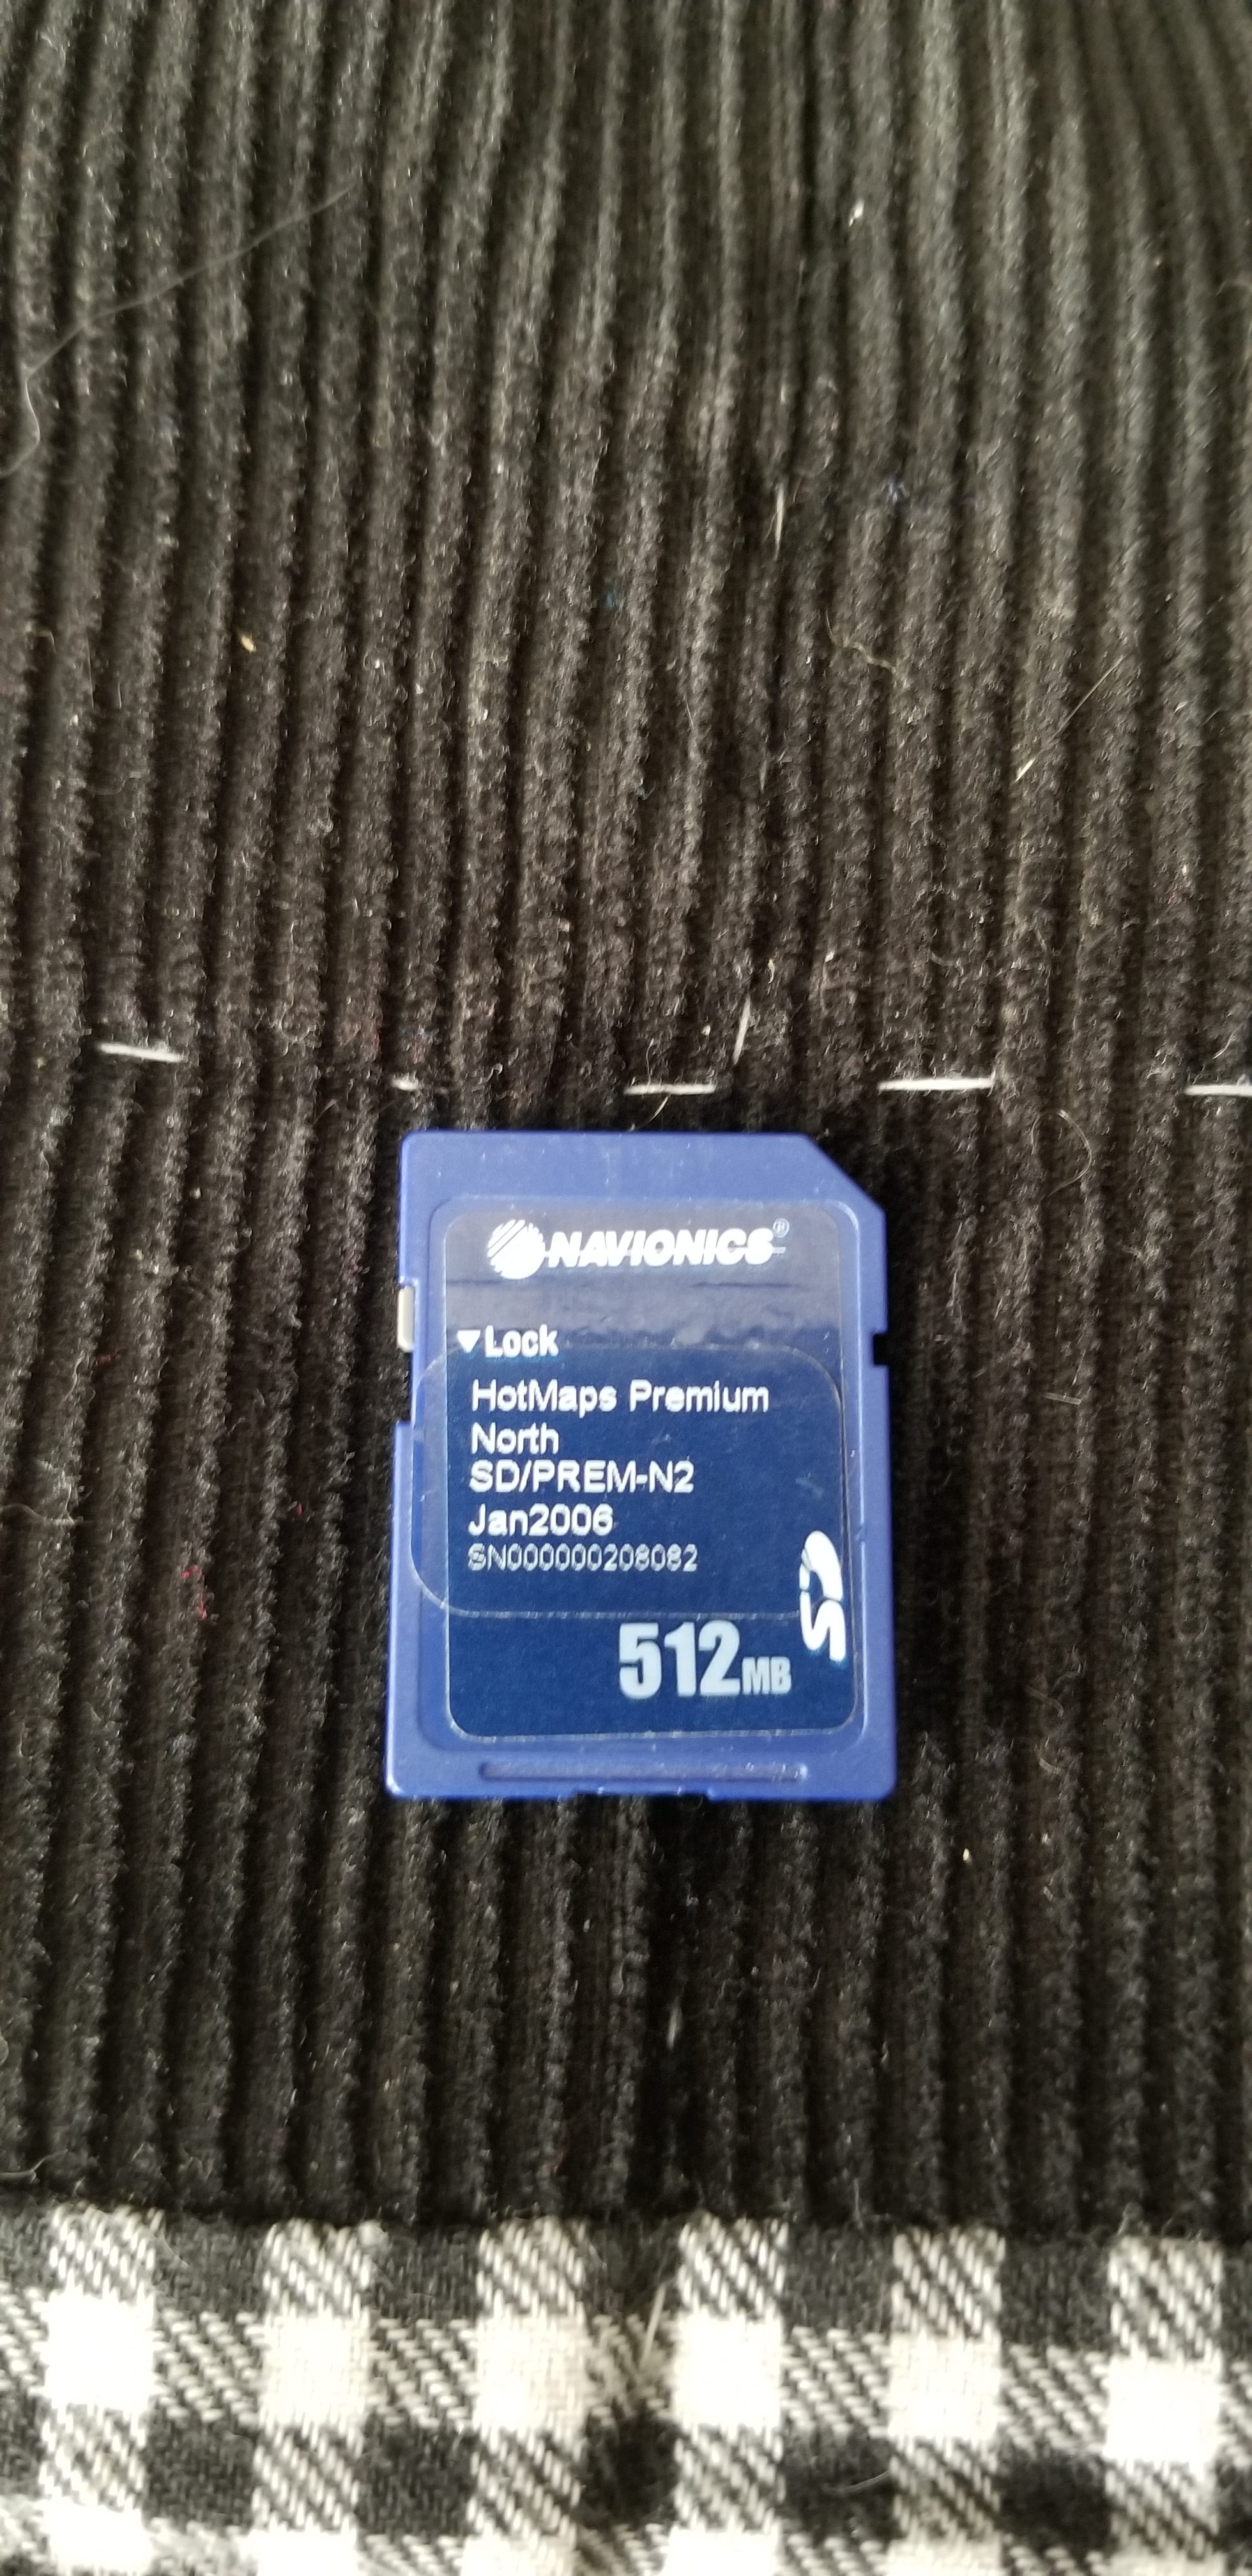 NAVIONICS®
▼Lock
HotMaps Premium
North
SD/PREM-N2
Jan2006
SN000000208082
SD
512MB